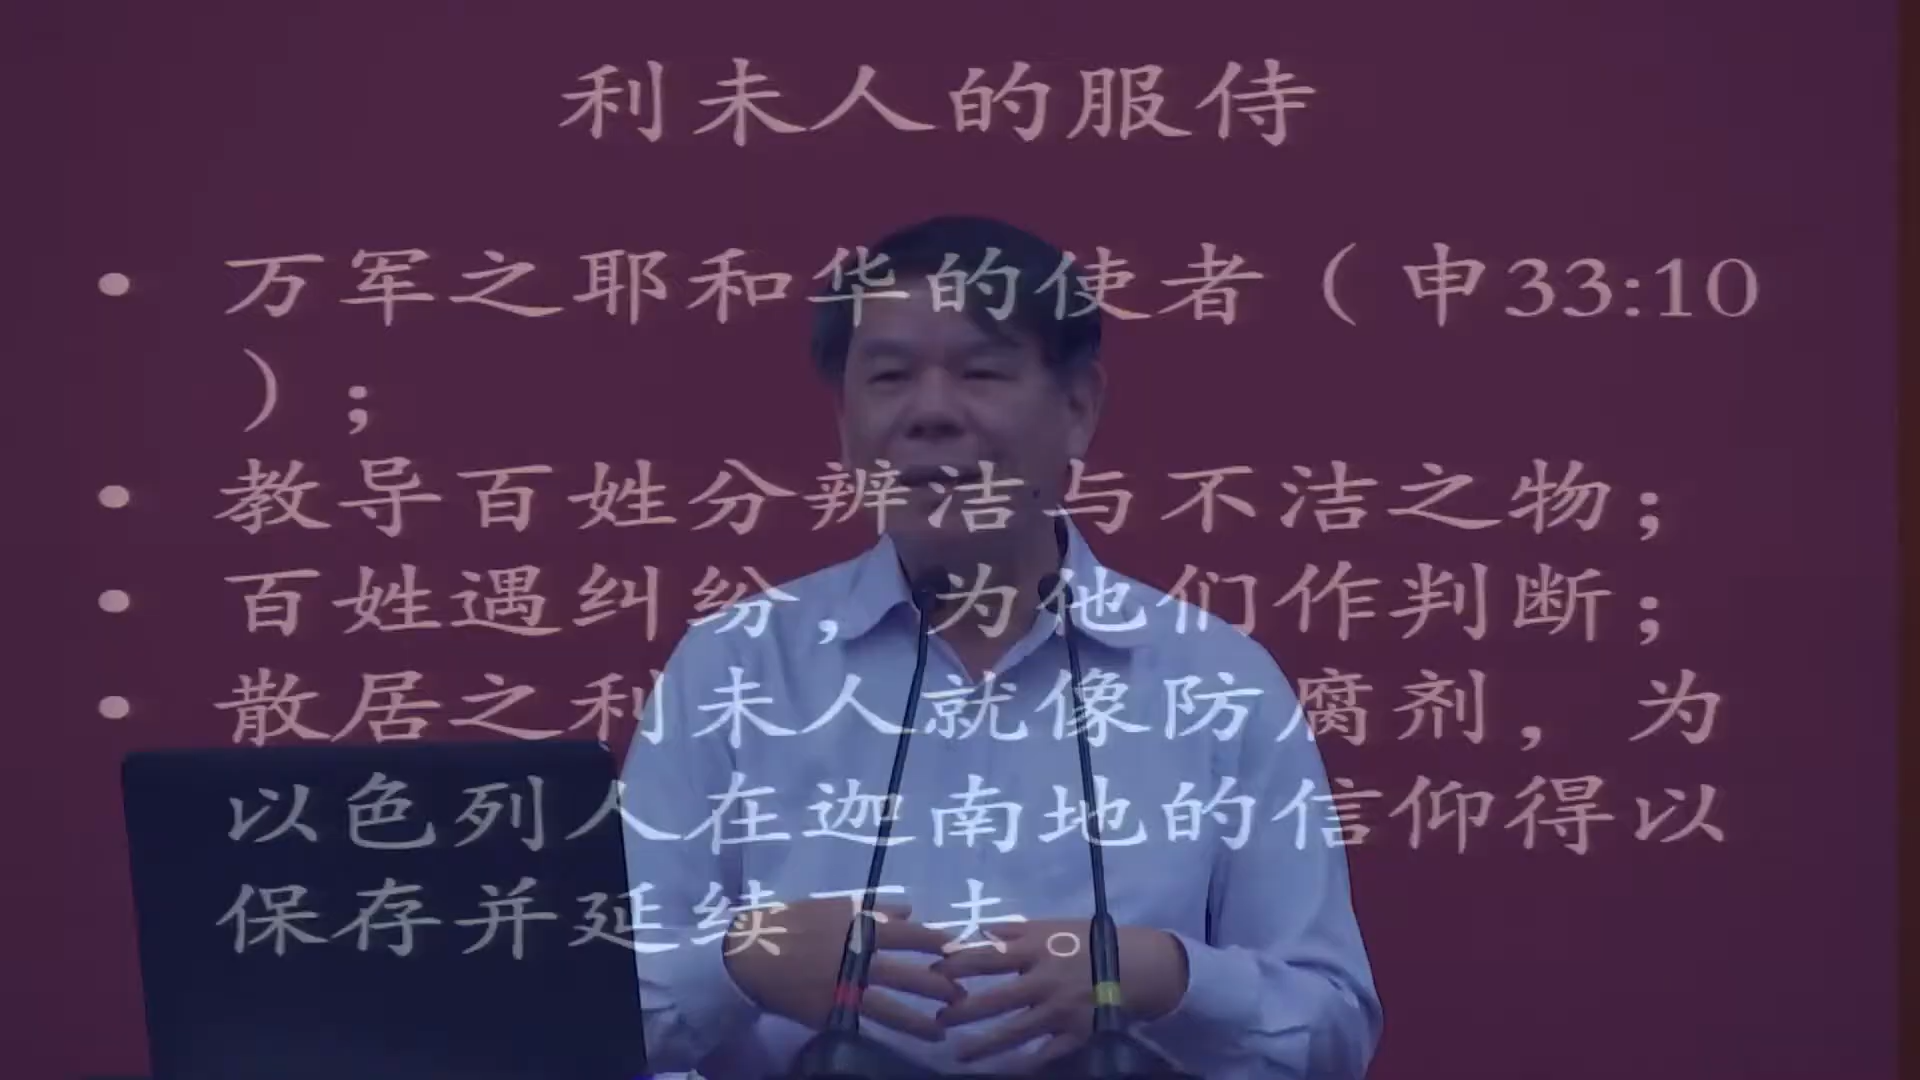 利未人的服侍
• 万军之耶和华的使者（申33:10
）；
• 教导百姓分辨洁与不洁之物；
• 百姓遇纠纷，为他们作判断；
• 散居之利未人就像防腐剂，为
以色列人在迦南地的信仰得以
保存并延续下去。